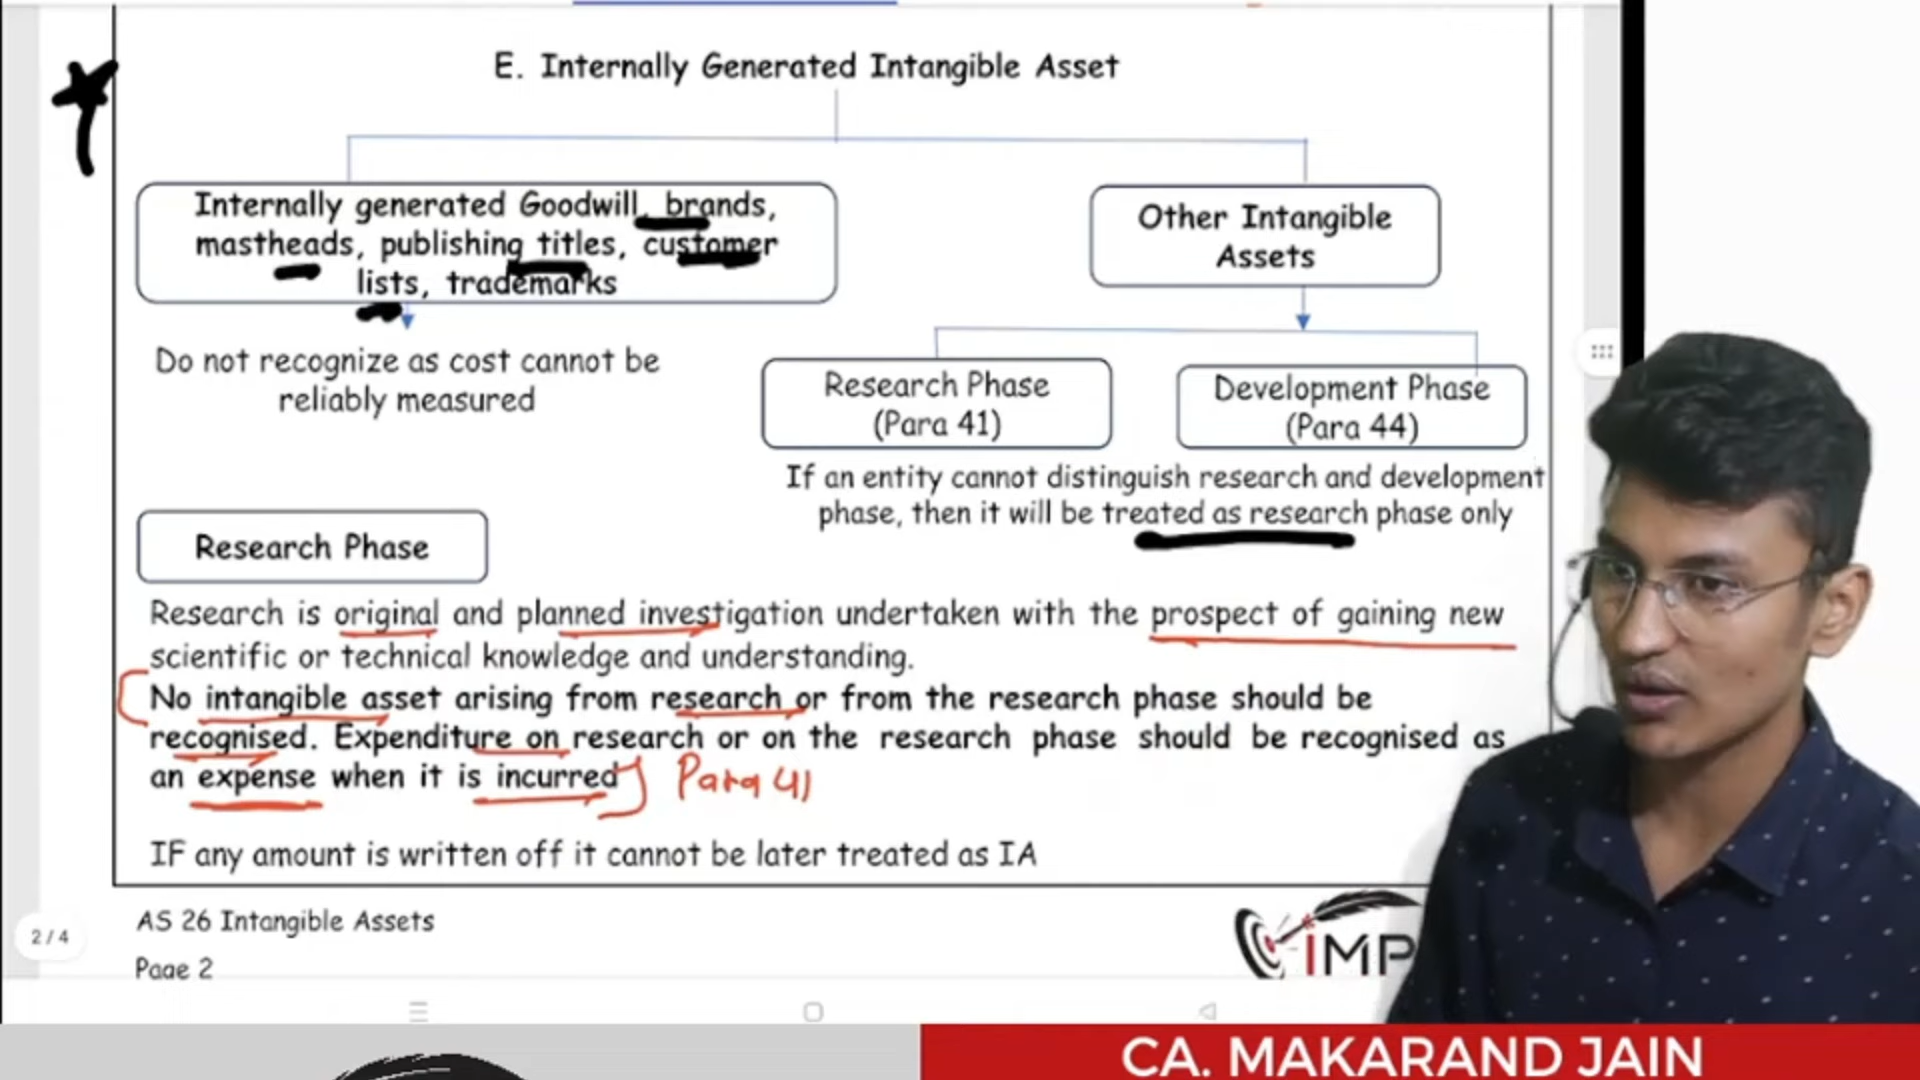 E. Internally Generated Intangible Asset
Internally generated Goodwill, brands,
mastheads, publishing titles, customer
lists, trademarks
Other Intangible
Assets
Do not recognize as cost cannot be
reliably measured
Research Phase
(Para 41)
Development Phase
(Para 44)
If an entity cannot distinguish research and development
phase, then it will be treated as research phase only
Research Phase
Research is original and planned investigation undertaken with the prospect of gaining new
scientific or technical knowledge and understanding.
No intangible asset arising from research or from the research phase should be
recognised. Expenditure on research or on the research phase should be recognised as
an expense when it is incurred
Para 41
IF any amount is written off it cannot be later treated as IA
AS 26 Intangible Assets
2/4
Page 2
IMP
CA. MAKARAND JAIN